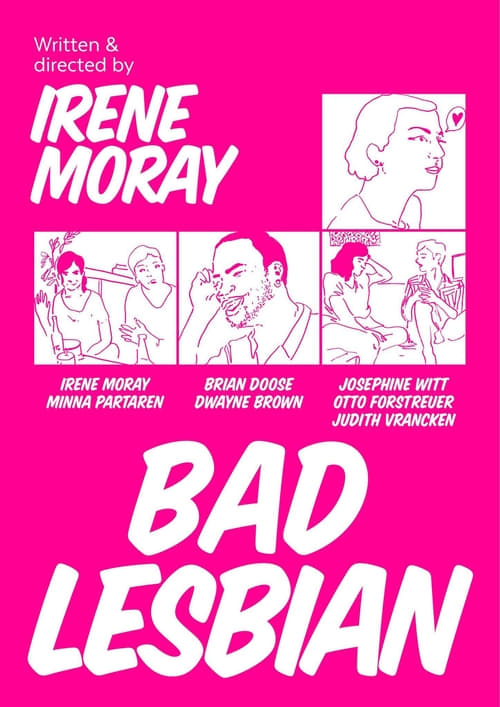 Written &
directed by
IRENE
MORAY
IRENE MORAY
MINNA PARTAREN
BRIAN DOOSE
DWAYNE BROWN
JOSEPHINE WITT
OTTO FORSTREUER
JUDITH VRANCKEN
BAD
LESBIAN